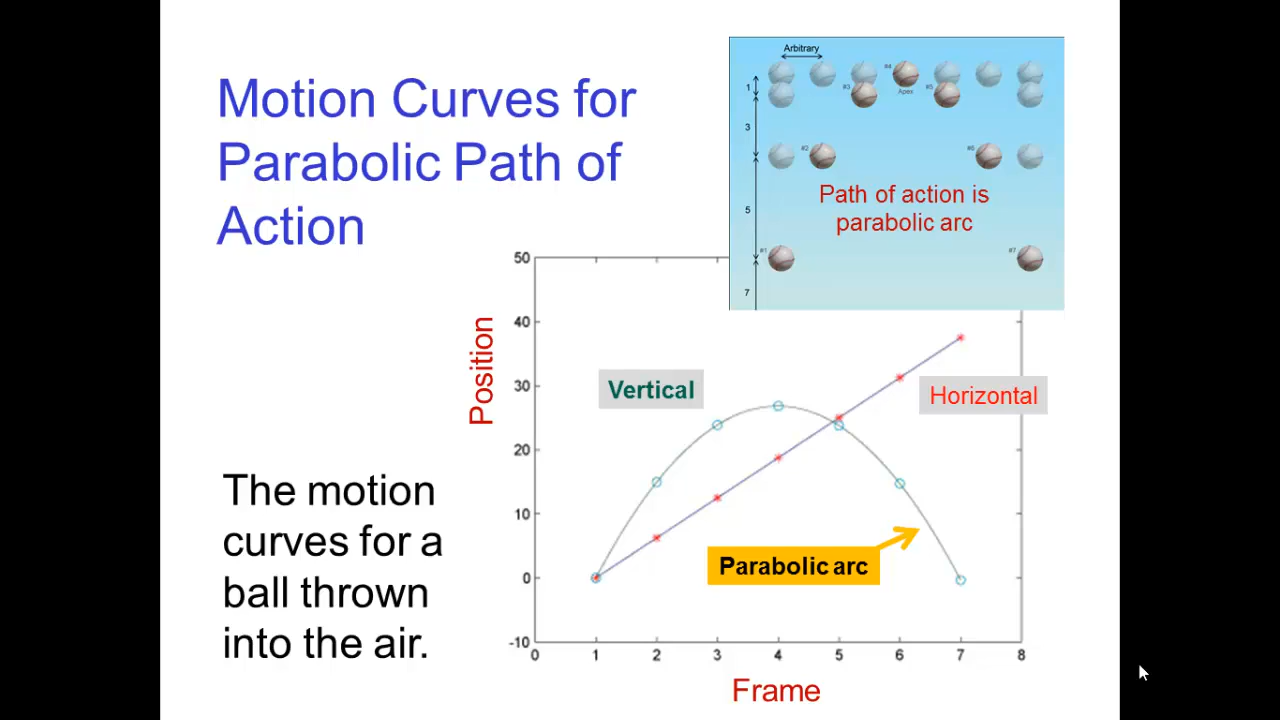 Motion Curves for
Parabolic Path of
Action
Arbitrary
1
3
5
7
#1
#2
#3
#4
Apex
#5
#6
#7
Path of action is
parabolic arc
The motion
curves for a
ball thrown
into the air.
Position
50
40
30
20
10
0
-10
0 1 2 3 4 5 6 7 8
Frame
Vertical
Horizontal
Parabolic arc